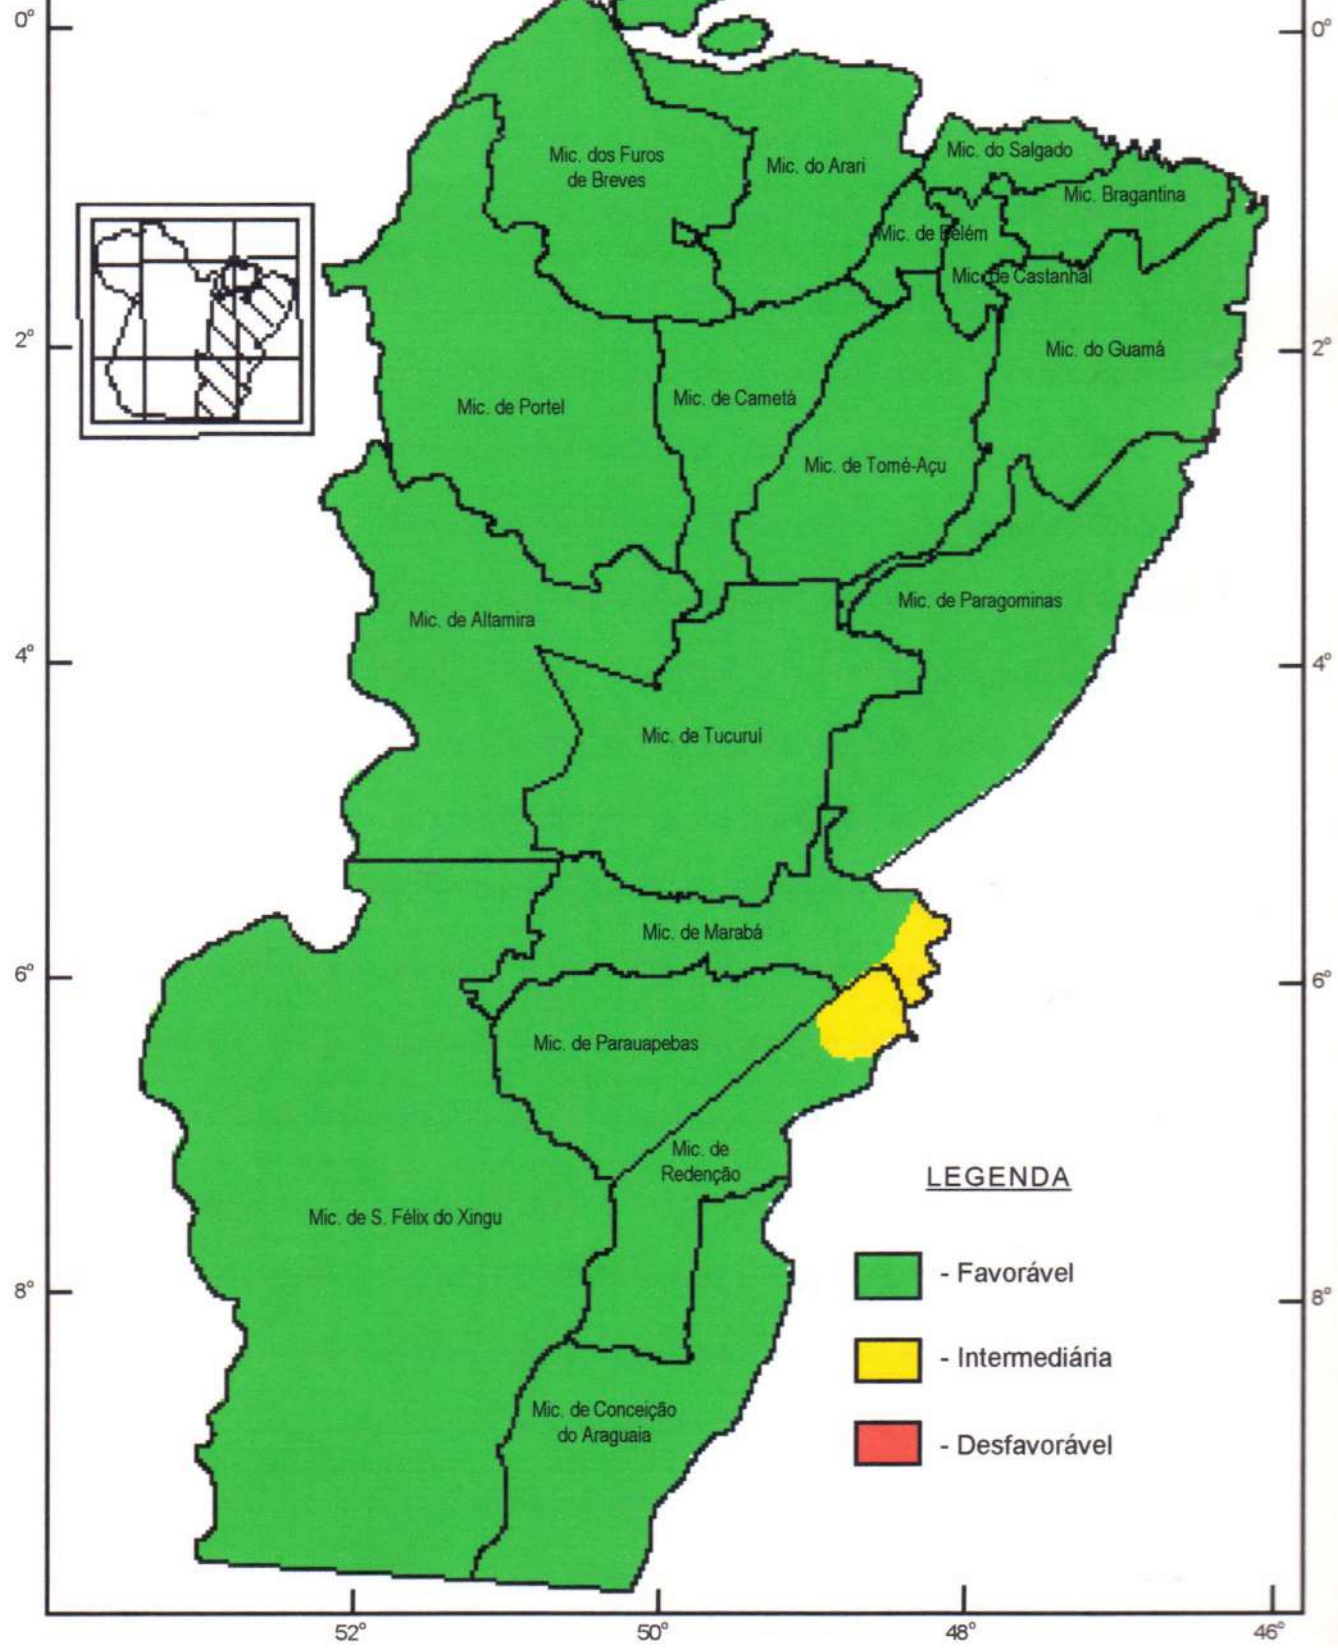 0°
0°
Mic. do Salgado
Mic. dos Furos
de Breves
Mic. do Arari
Mic. Bragantina
Mic. de Belém
Mic. de Castanhal
2°
2°
Mic. do Guamá
Mic. de Cametá
Mic. de Portel
Mic. de Tomé-Açu
Mic. de Paragominas
Mic. de Altamira
4°
4°
Mic. de Tucuruí
Mic. de Marabá
6°
6°
Mic. de Parauapebas
Mic. de
Redenção
LEGENDA
Mic. de S. Félix do Xingu
- Favorável
8°
8°
- Intermediária
Mic. de Conceição
do Araguaia
- Desfavorável
52°
50°
48°
46°